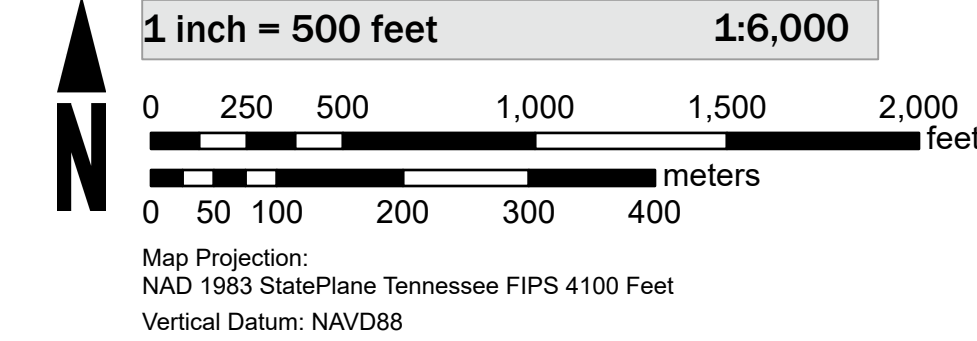 1 inch = 500 feet 1:6,000
0 250 500 1,000 1,500 2,000
feet
meters
0 50 100 200 300 400
N
Map Projection:
NAD 1983 StatePlane Tennessee FIPS 4100 Feet
Vertical Datum: NAVD88